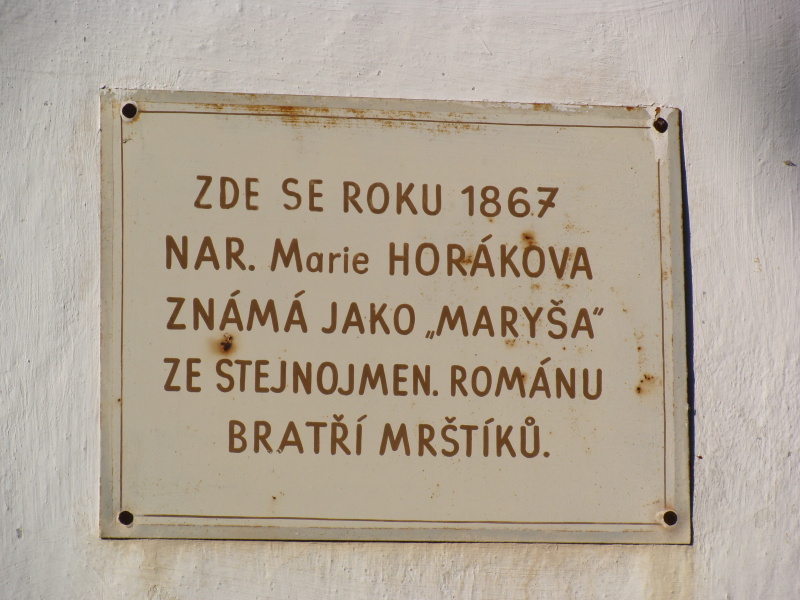 ZDE SE ROKU 1867
NAR. Marie HORÁKOVA
ZNÁMÁ JAKO „MARYŠA“
ZE STEJNOJMEN. ROMÁNU
BRATŘÍ MRŠTÍKŮ.